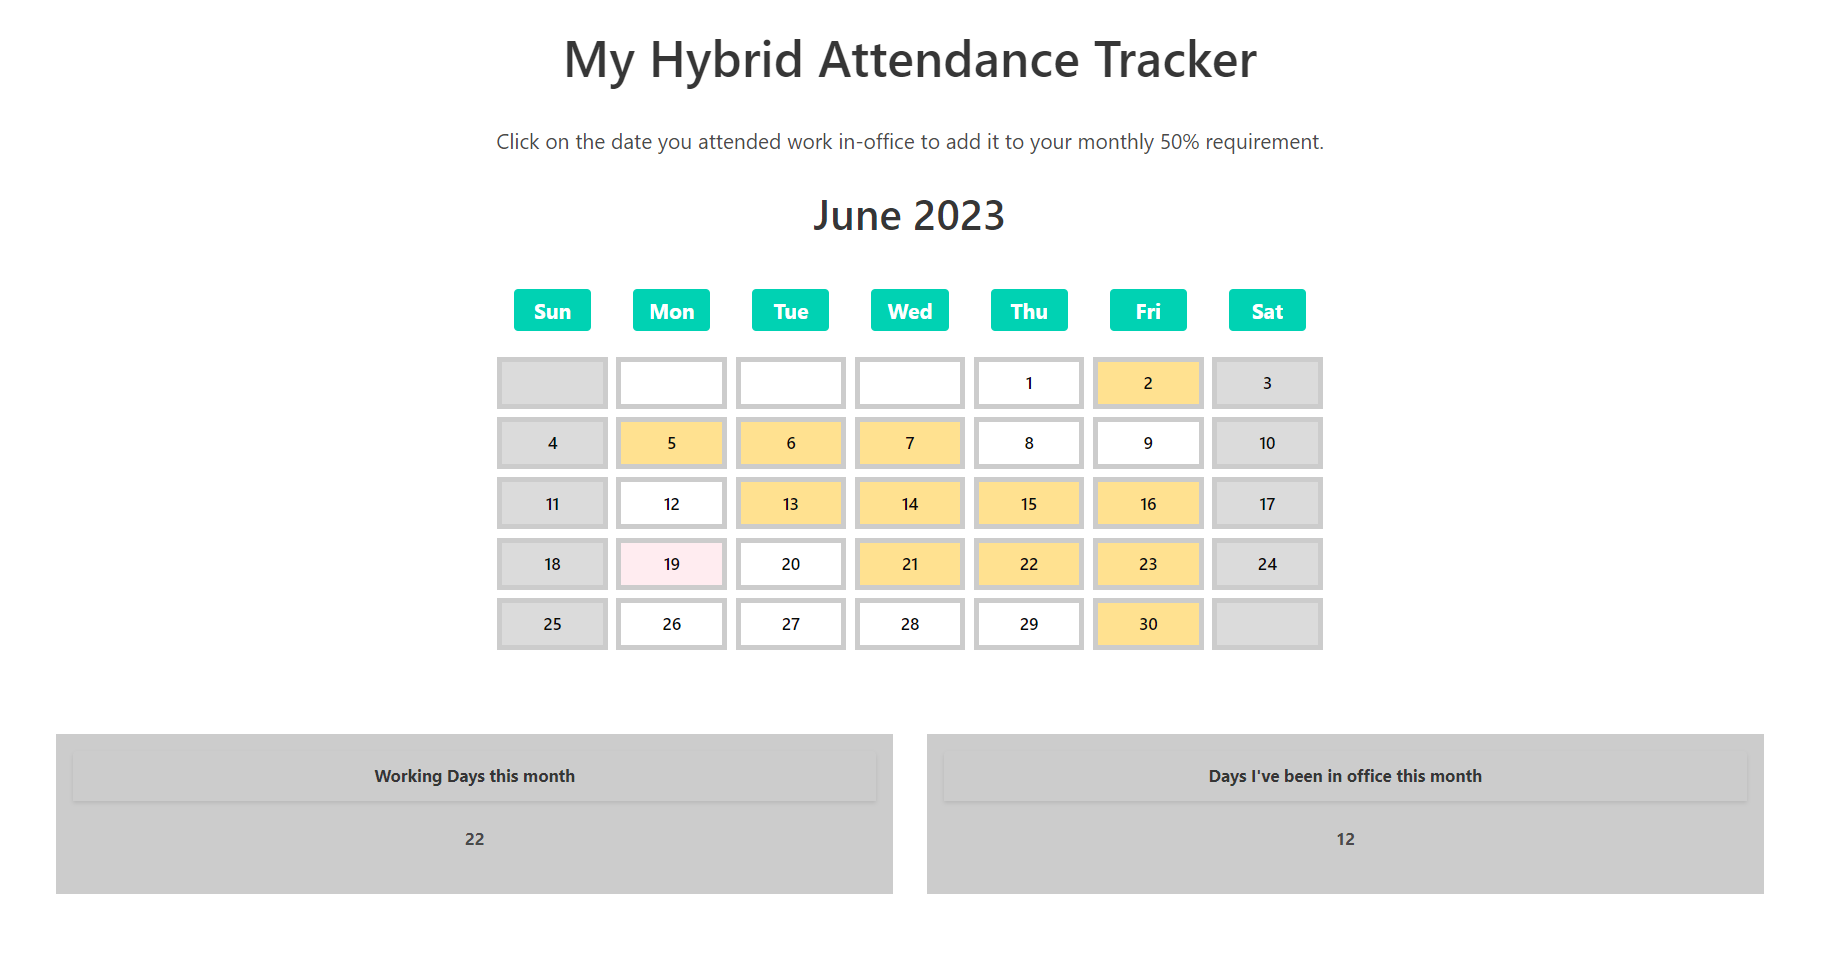 My Hybrid Attendance Tracker
Click on the date you attended work in-office to add it to your monthly 50% requirement.
June 2023
Sun Mon Tue Wed Thu Fri Sat
1 2 3
4 5 6 7 8 9 10
11 12 13 14 15 16 17
18 19 20 21 22 23 24
25 26 27 28 29 30
Working Days this month
22
Days I've been in office this month
12